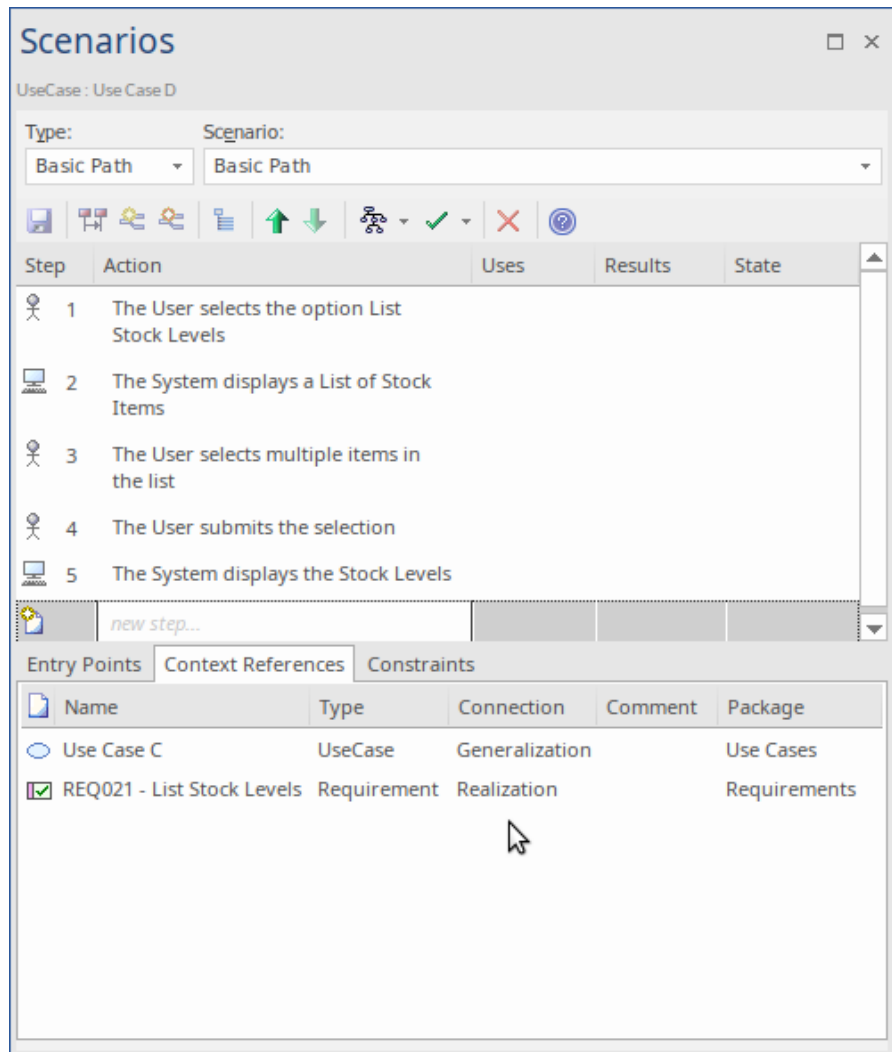 Scenarios
UseCase : Use Case D
Type: Scenario:
Basic Path Basic Path
Step Action Uses Results State
1 The User selects the option List
Stock Levels
2 The System displays a List of Stock
Items
3 The User selects multiple items in
the list
4 The User submits the selection
5 The System displays the Stock Levels
new step...
Entry Points Context References Constraints
Name Type Connection Comment Package
Use Case C UseCase Generalization Use Cases
REQ021 - List Stock Levels Requirement Realization Requirements